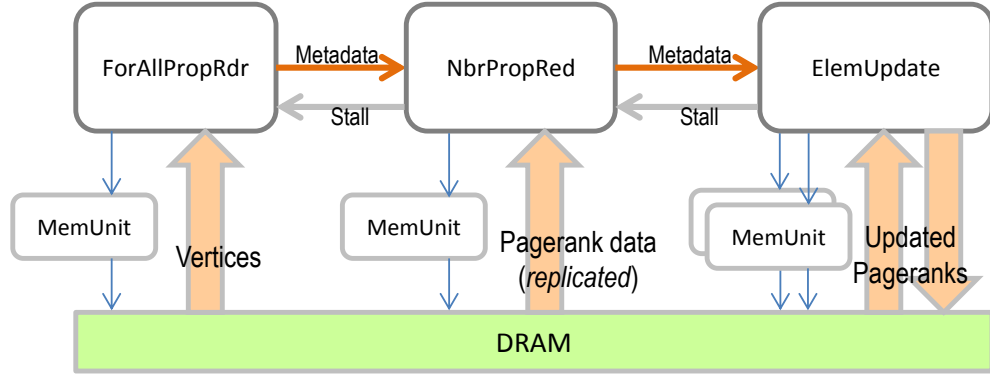 ForAllPropRdr
Metadata
NbrPropRed
Metadata
ElemUpdate
Stall
Stall
MemUnit
Vertices
MemUnit
Pagerank data
(replicated)
MemUnit
Updated
Pageranks
DRAM